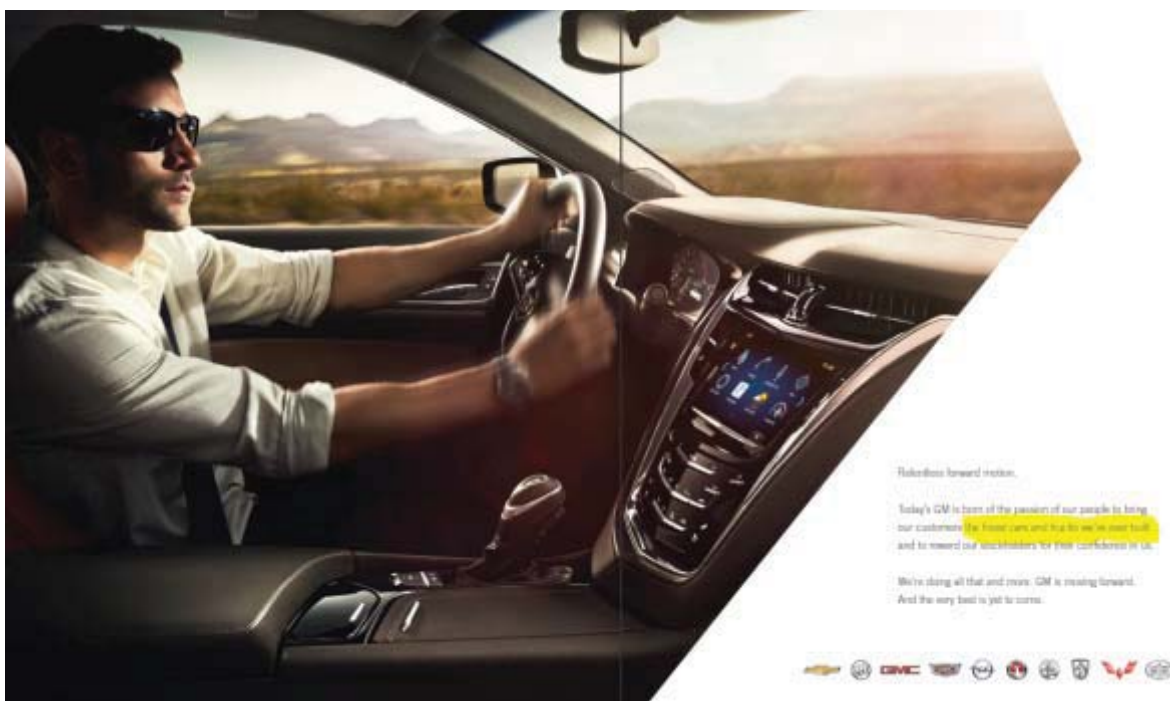 Relentless forward motion.
Today's GM is born of the passion of our people to bring
our customers the finest cars and trucks we've ever built
and to reward our stockholders for their confidence in us.
We're doing all that and more. GM is moving forward.
And the very best is yet to come.
GMC